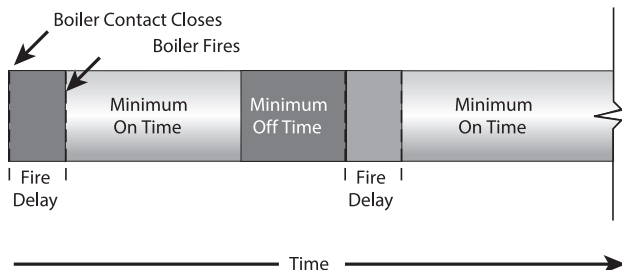 Boiler Contact Closes
Boiler Fires
Minimum
On Time
Minimum
Off Time
Minimum
On Time
Fire
Delay
Fire
Delay
Time